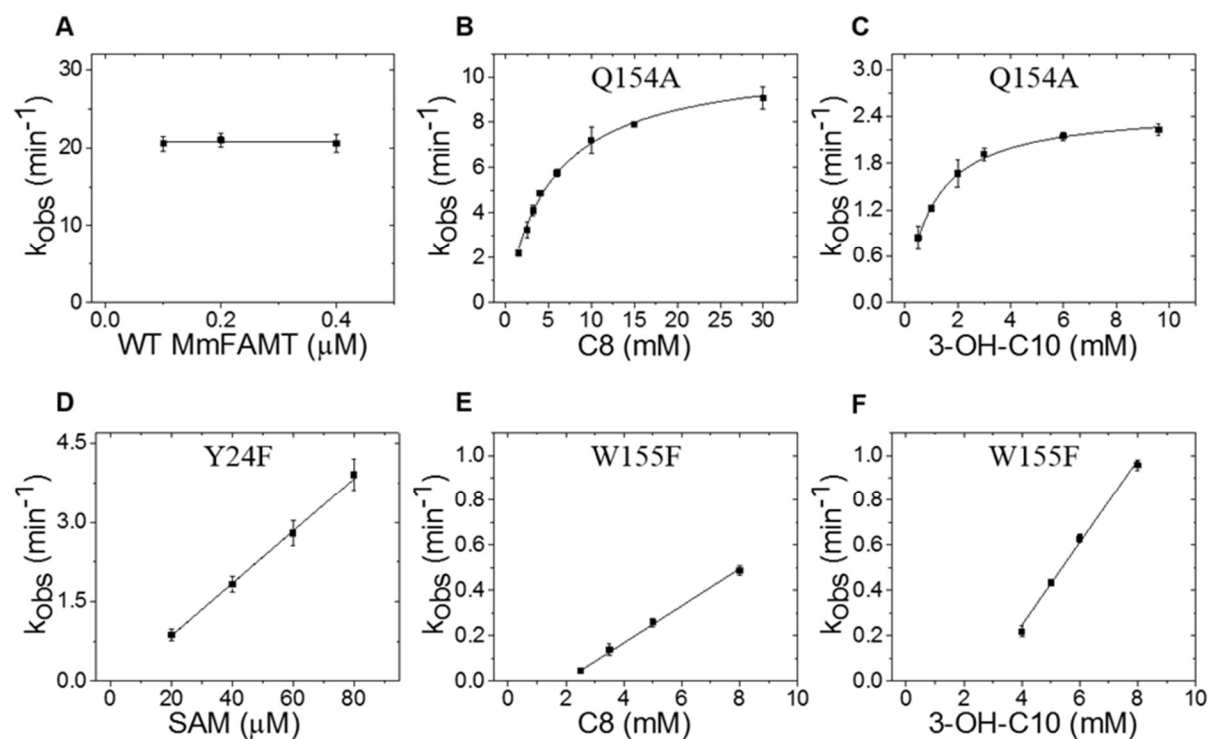 A
30
20
10
0
k_obs (min⁻¹)
0.0 0.2 0.4
WT MmFAMT (μM)
B
Q154A
10
8
6
4
2
0
k_obs (min⁻¹)
0 5 10 15 20 25 30
C8 (mM)
C
Q154A
3.0
2.4
1.8
1.2
0.6
0.0
k_obs (min⁻¹)
0 2 4 6 8 10
3-OH-C10 (mM)
D
Y24F
4.5
3.0
1.5
0.0
k_obs (min⁻¹)
0 20 40 60 80
SAM (μM)
E
W155F
1.0
0.8
0.6
0.4
0.2
0.0
k_obs (min⁻¹)
0 2 4 6 8 10
C8 (mM)
F
W155F
1.0
0.8
0.6
0.4
0.2
0.0
k_obs (min⁻¹)
0 2 4 6 8 10
3-OH-C10 (mM)